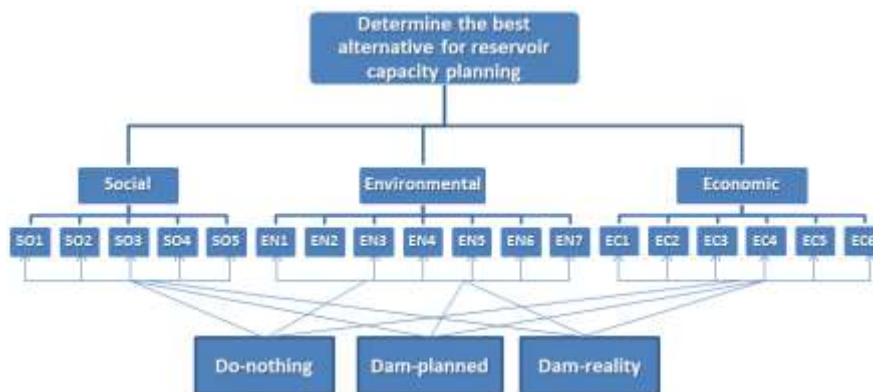 Determine the best
alternative for reservoir
capacity planning
Social
Environmental
Economic
SO1 SO2 SO3 SO4 SO5 EN1 EN2 EN3 EN4 EN5 EN6 EN7 EC1 EC2 EC3 EC4 EC5 EC6
Do-nothing
Dam-planned
Dam-reality